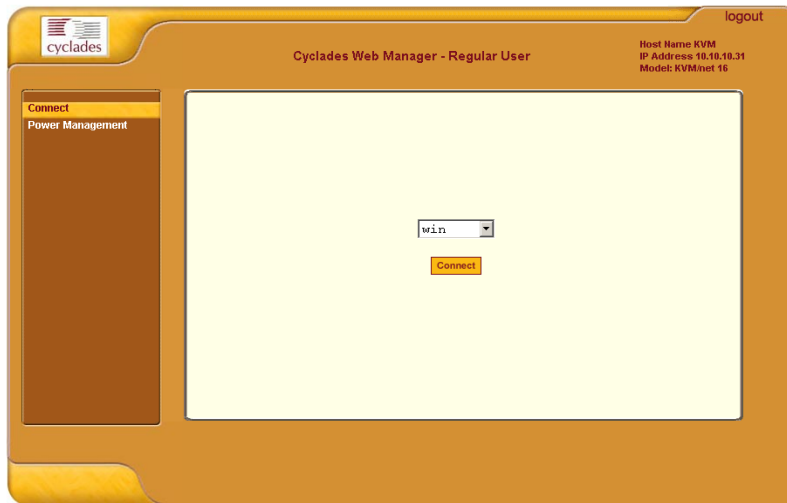 logout
cyclades
Cyclades Web Manager - Regular User
Host Name KVM
IP Address 10.10.10.31
Model: KVM/net 16
Connect
Power Management
win
Connect